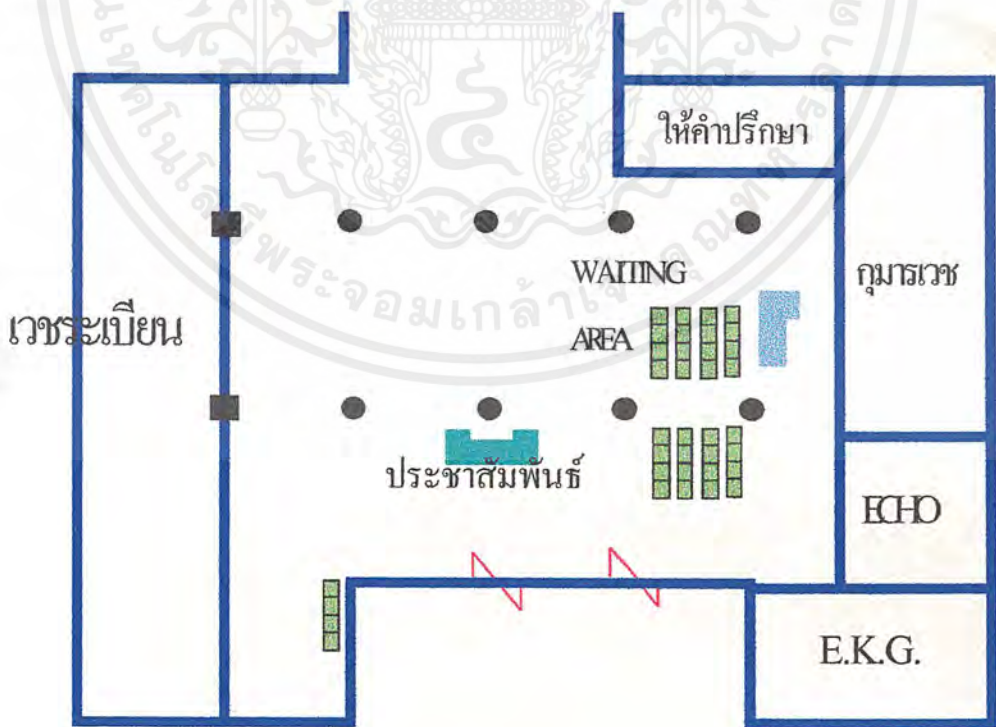 ให้คำปรึกษา
WAITING
AREA
กุมารเวช
เวชระเบียน
ประชาสัมพันธ์
ECHO
E.K.G.